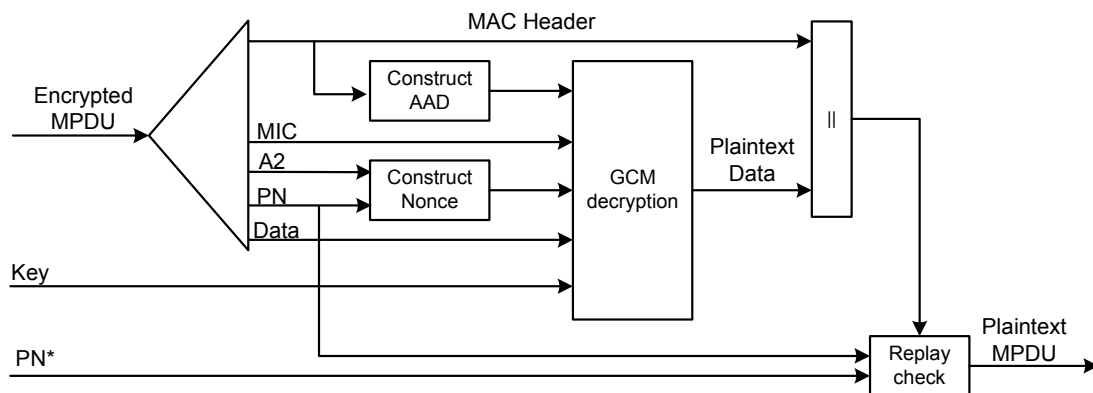 MAC Header
Encrypted
MPDU
Construct
AAD
MIC
A2
PN
Data
Construct
Nonce
GCM
decryption
Plaintext
Data
||
Key
PN*
Replay
check
Plaintext
MPDU